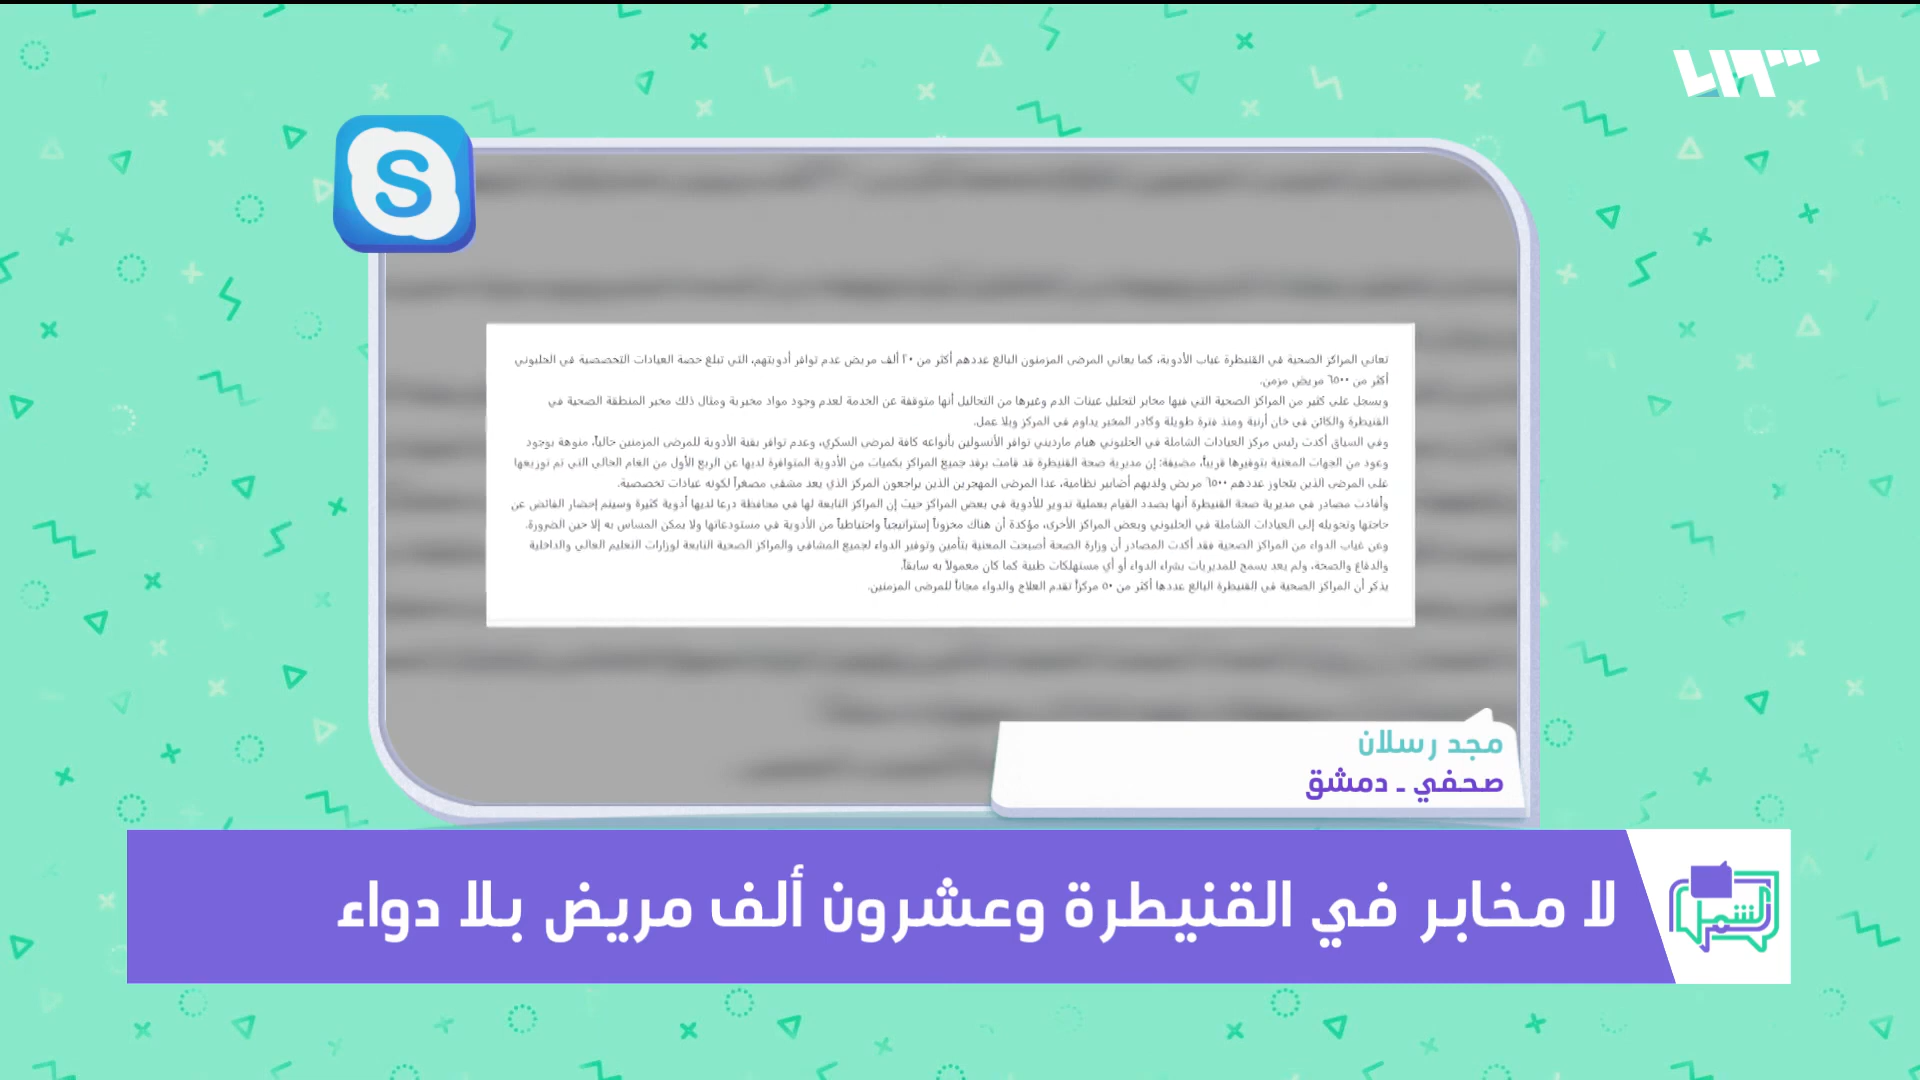 S
تعاني المراكز الصحية في القنيطرة غياب الأدوية، كما يعاني المرضى المزمنون البالغ عددهم أكثر من ٢٠ ألف مريض عدم توافر أدويتهم، التي تبلغ حصة العيادات التخصصية في الحلبوني
أكثر من ٦٥٠٠ مريض مزمن.
ويسجل على كثير من المراكز الصحية التي فيها مخابر لتحليل عينات الدم وغيرها من التحاليل أنها متوقفة عن الخدمة لعدم وجود مواد مخبرية ومثال ذلك مخبر المنطقة الصحية في
القنيطرة والكائن في خان أرنبة ومنذ فترة طويلة وكادر المخبر يداوم في المركز وبلا عمل.
وفي السياق أكدت رئيس مركز العيادات الشاملة في الحلبوني هيام مارديني توافر الأنسولين بأنواعه كافة لمرضى السكري، وعدم توافر بقية الأدوية للمرضى المزمنين حالياً، منوهة بوجود
وعود من الجهات المعنية بتوفيرها قريباً، مضيفة: إن مديرية صحة القنيطرة قد قامت برفد جميع المراكز بكميات من الأدوية المتوافرة لديها عن الربع الأول من العام الحالي التي تم توزيعها
على المرضى الذين يتجاوز عددهم ٦٥٠٠ مريض ولديهم أضابير نظامية، عدا المرضى المهجرين الذين يراجعون المركز الذي يعد مشفى مصغراً لكونه عيادات تخصصية.
وأفادت مصادر في مديرية صحة القنيطرة أنها بصدد القيام بعملية تدوير للأدوية في بعض المراكز حيث إن المراكز التابعة لها في محافظة درعا لديها أدوية كثيرة وسيتم إحضار الفائض عن
حاجتها وتحويله إلى العيادات الشاملة في الحلبوني وبعض المراكز الأخرى، مؤكدة أن هناك مخزوناً إستراتيجياً واحتياطياً من الأدوية في مستودعاتها ولا يمكن المساس به إلا حين الضرورة.
وعن غياب الدواء من المراكز الصحية فقد أكدت المصادر أن وزارة الصحة أصبحت المعنية بتأمين وتوفير الدواء لجميع المشافي والمراكز الصحية التابعة لوزارات التعليم العالي والداخلية
والدفاع والصحة، ولم يعد يسمح للمديريات بشراء الدواء أو أي مستهلكات طبية كما كان معمولاً به سابقاً.
يذكر أن المراكز الصحية في القنيطرة البالغ عددها أكثر من ٥٠ مركزاً تقدم العلاج والدواء مجاناً للمرضى المزمنين.
مجد رسلان
صحفي - دمشق
لا مخابر في القنيطرة وعشرون ألف مريض بلا دواء